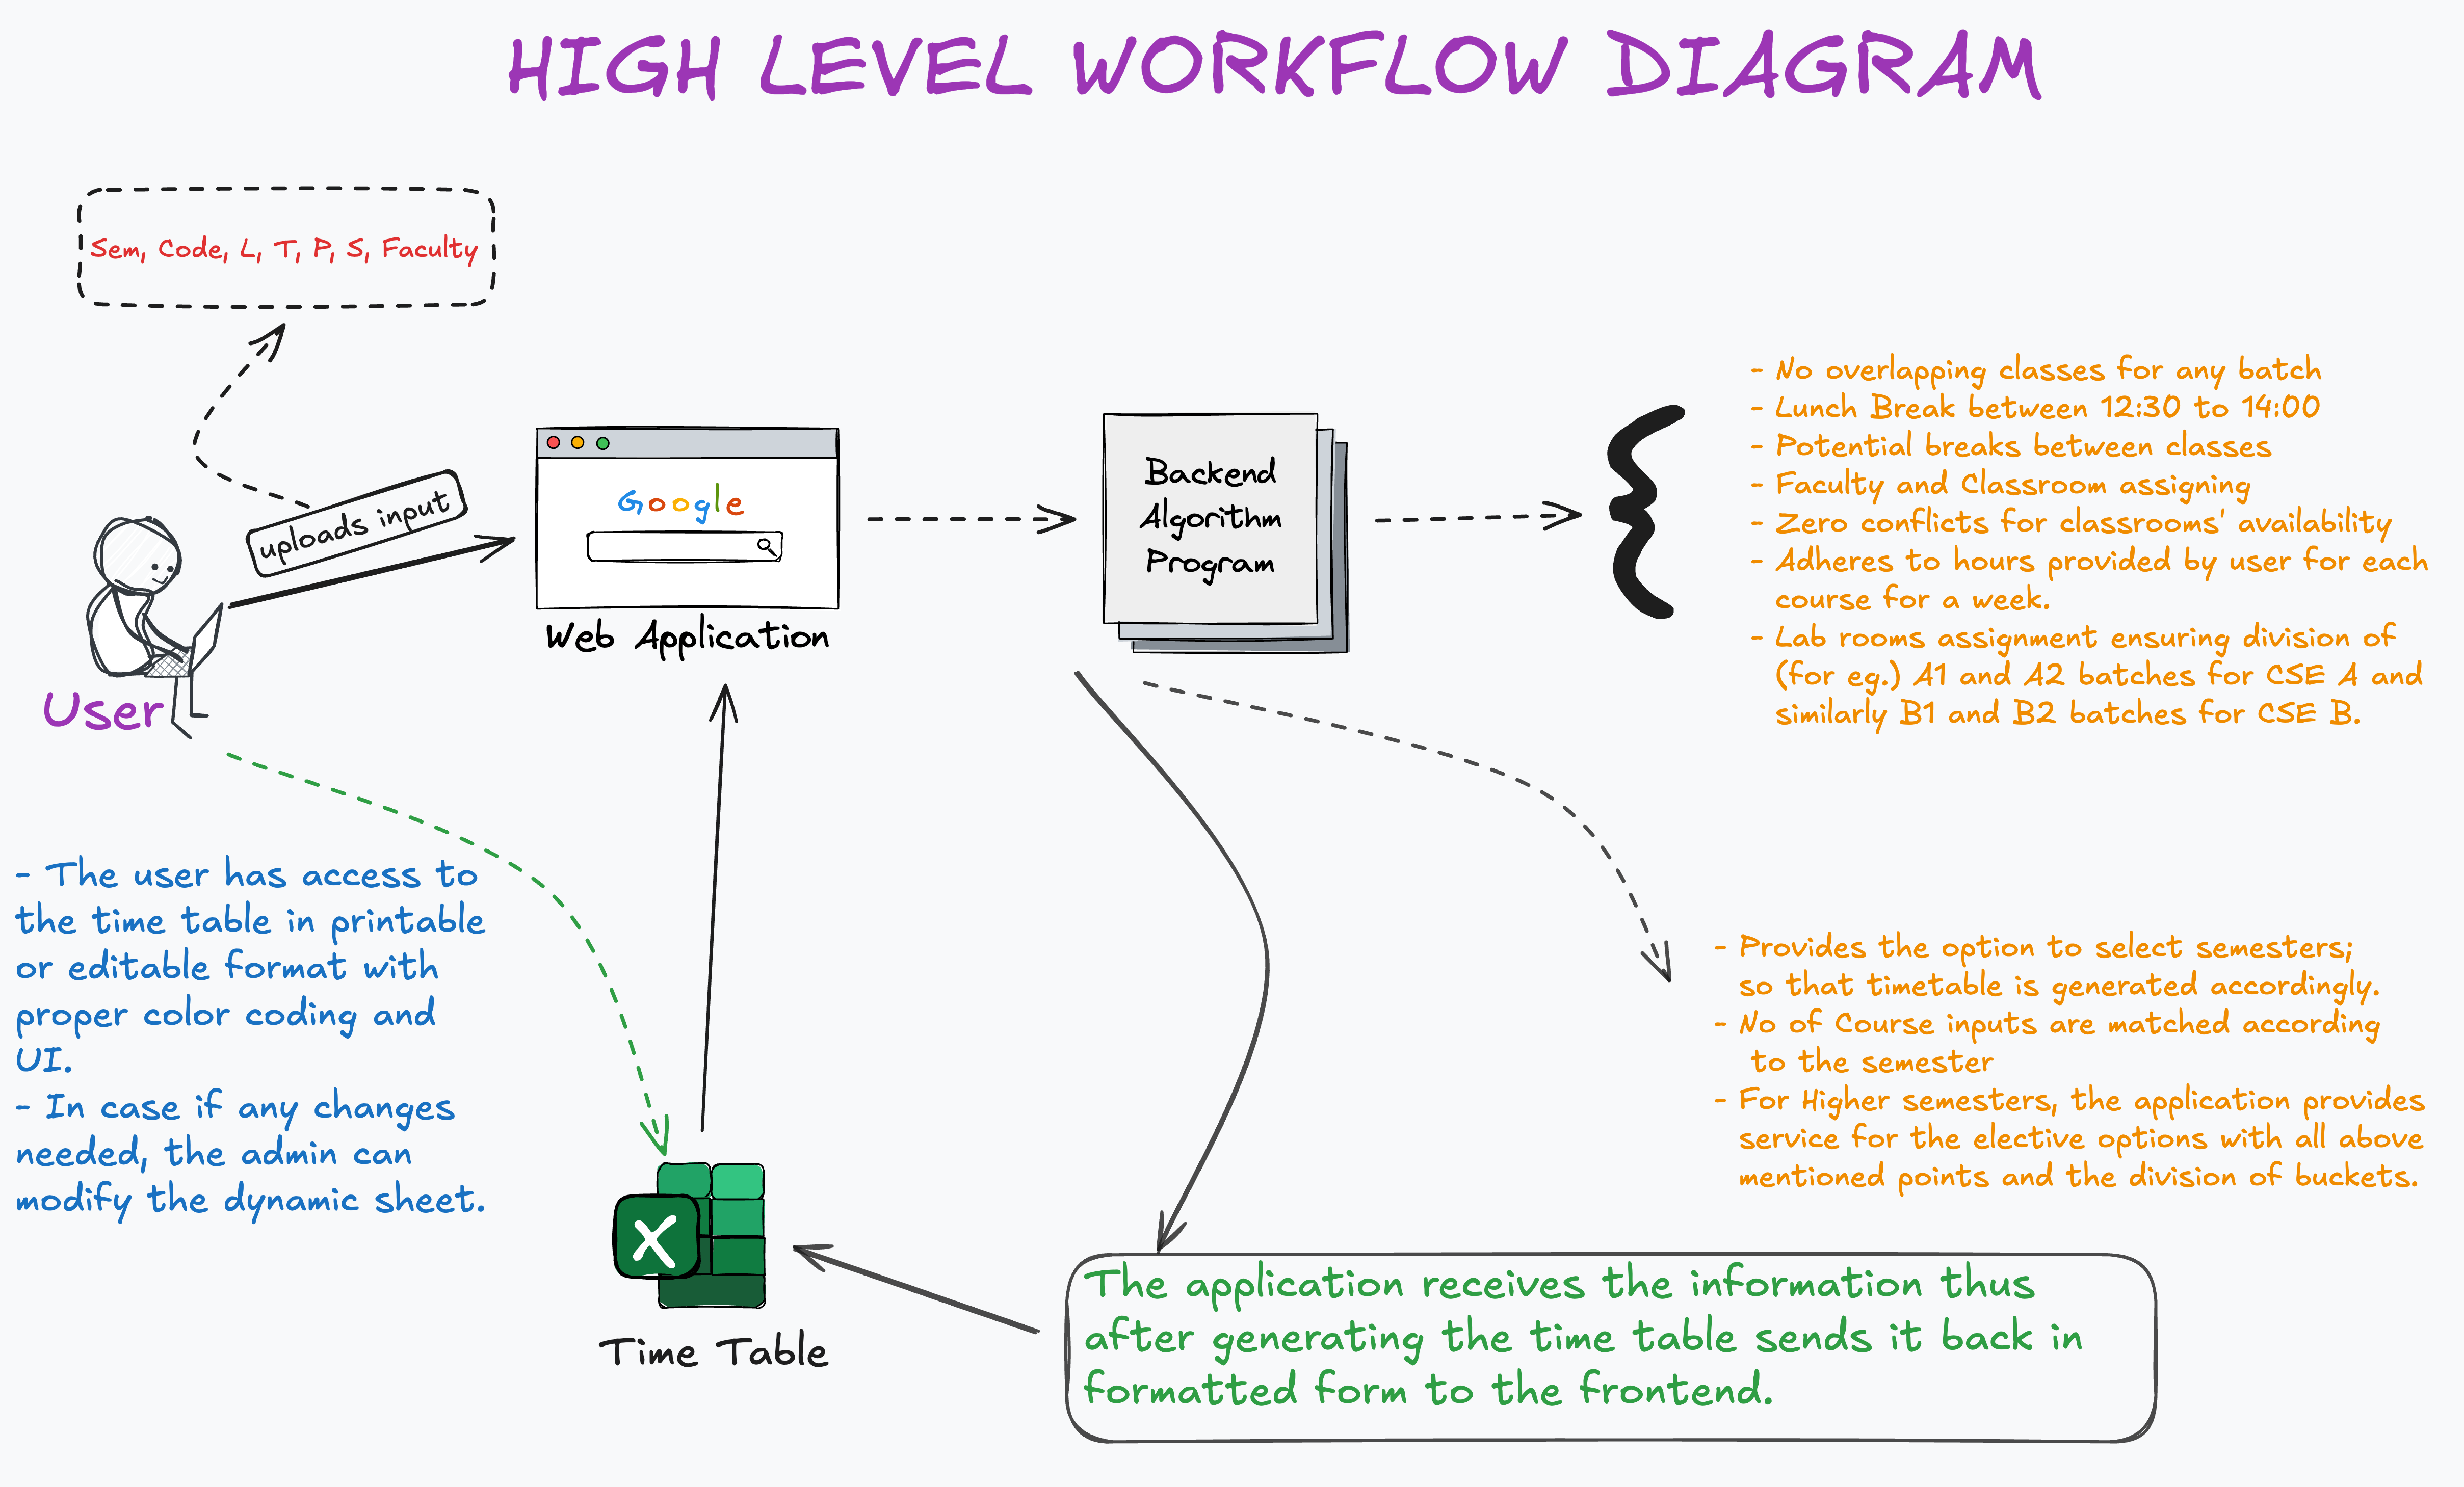 HIGH LEVEL WORKFLOW DIAGRAM
Sem, Code, L, T, P, S, Faculty
uploads input
User
Google
Web Application
Backend
Algorithm
Program
- No overlapping classes for any batch
- Lunch Break between 12:30 to 14:00
- Potential breaks between classes
- Faculty and Classroom assigning
- Zero conflicts for classrooms' availability
- Adheres to hours provided by user for each
course for a week.
- Lab rooms assignment ensuring division of
(for eg.) A1 and A2 batches for CSE A and
similarly B1 and B2 batches for CSE B.
- The user has access to
the time table in printable
or editable format with
proper color coding and
UI.
- In case if any changes
needed, the admin can
modify the dynamic sheet.
- Provides the option to select semesters;
so that timetable is generated accordingly.
- No of Course inputs are matched according
to the semester
- For Higher semesters, the application provides
service for the elective options with all above
mentioned points and the division of buckets.
X
Time Table
The application receives the information thus
after generating the time table sends it back in
formatted form to the frontend.